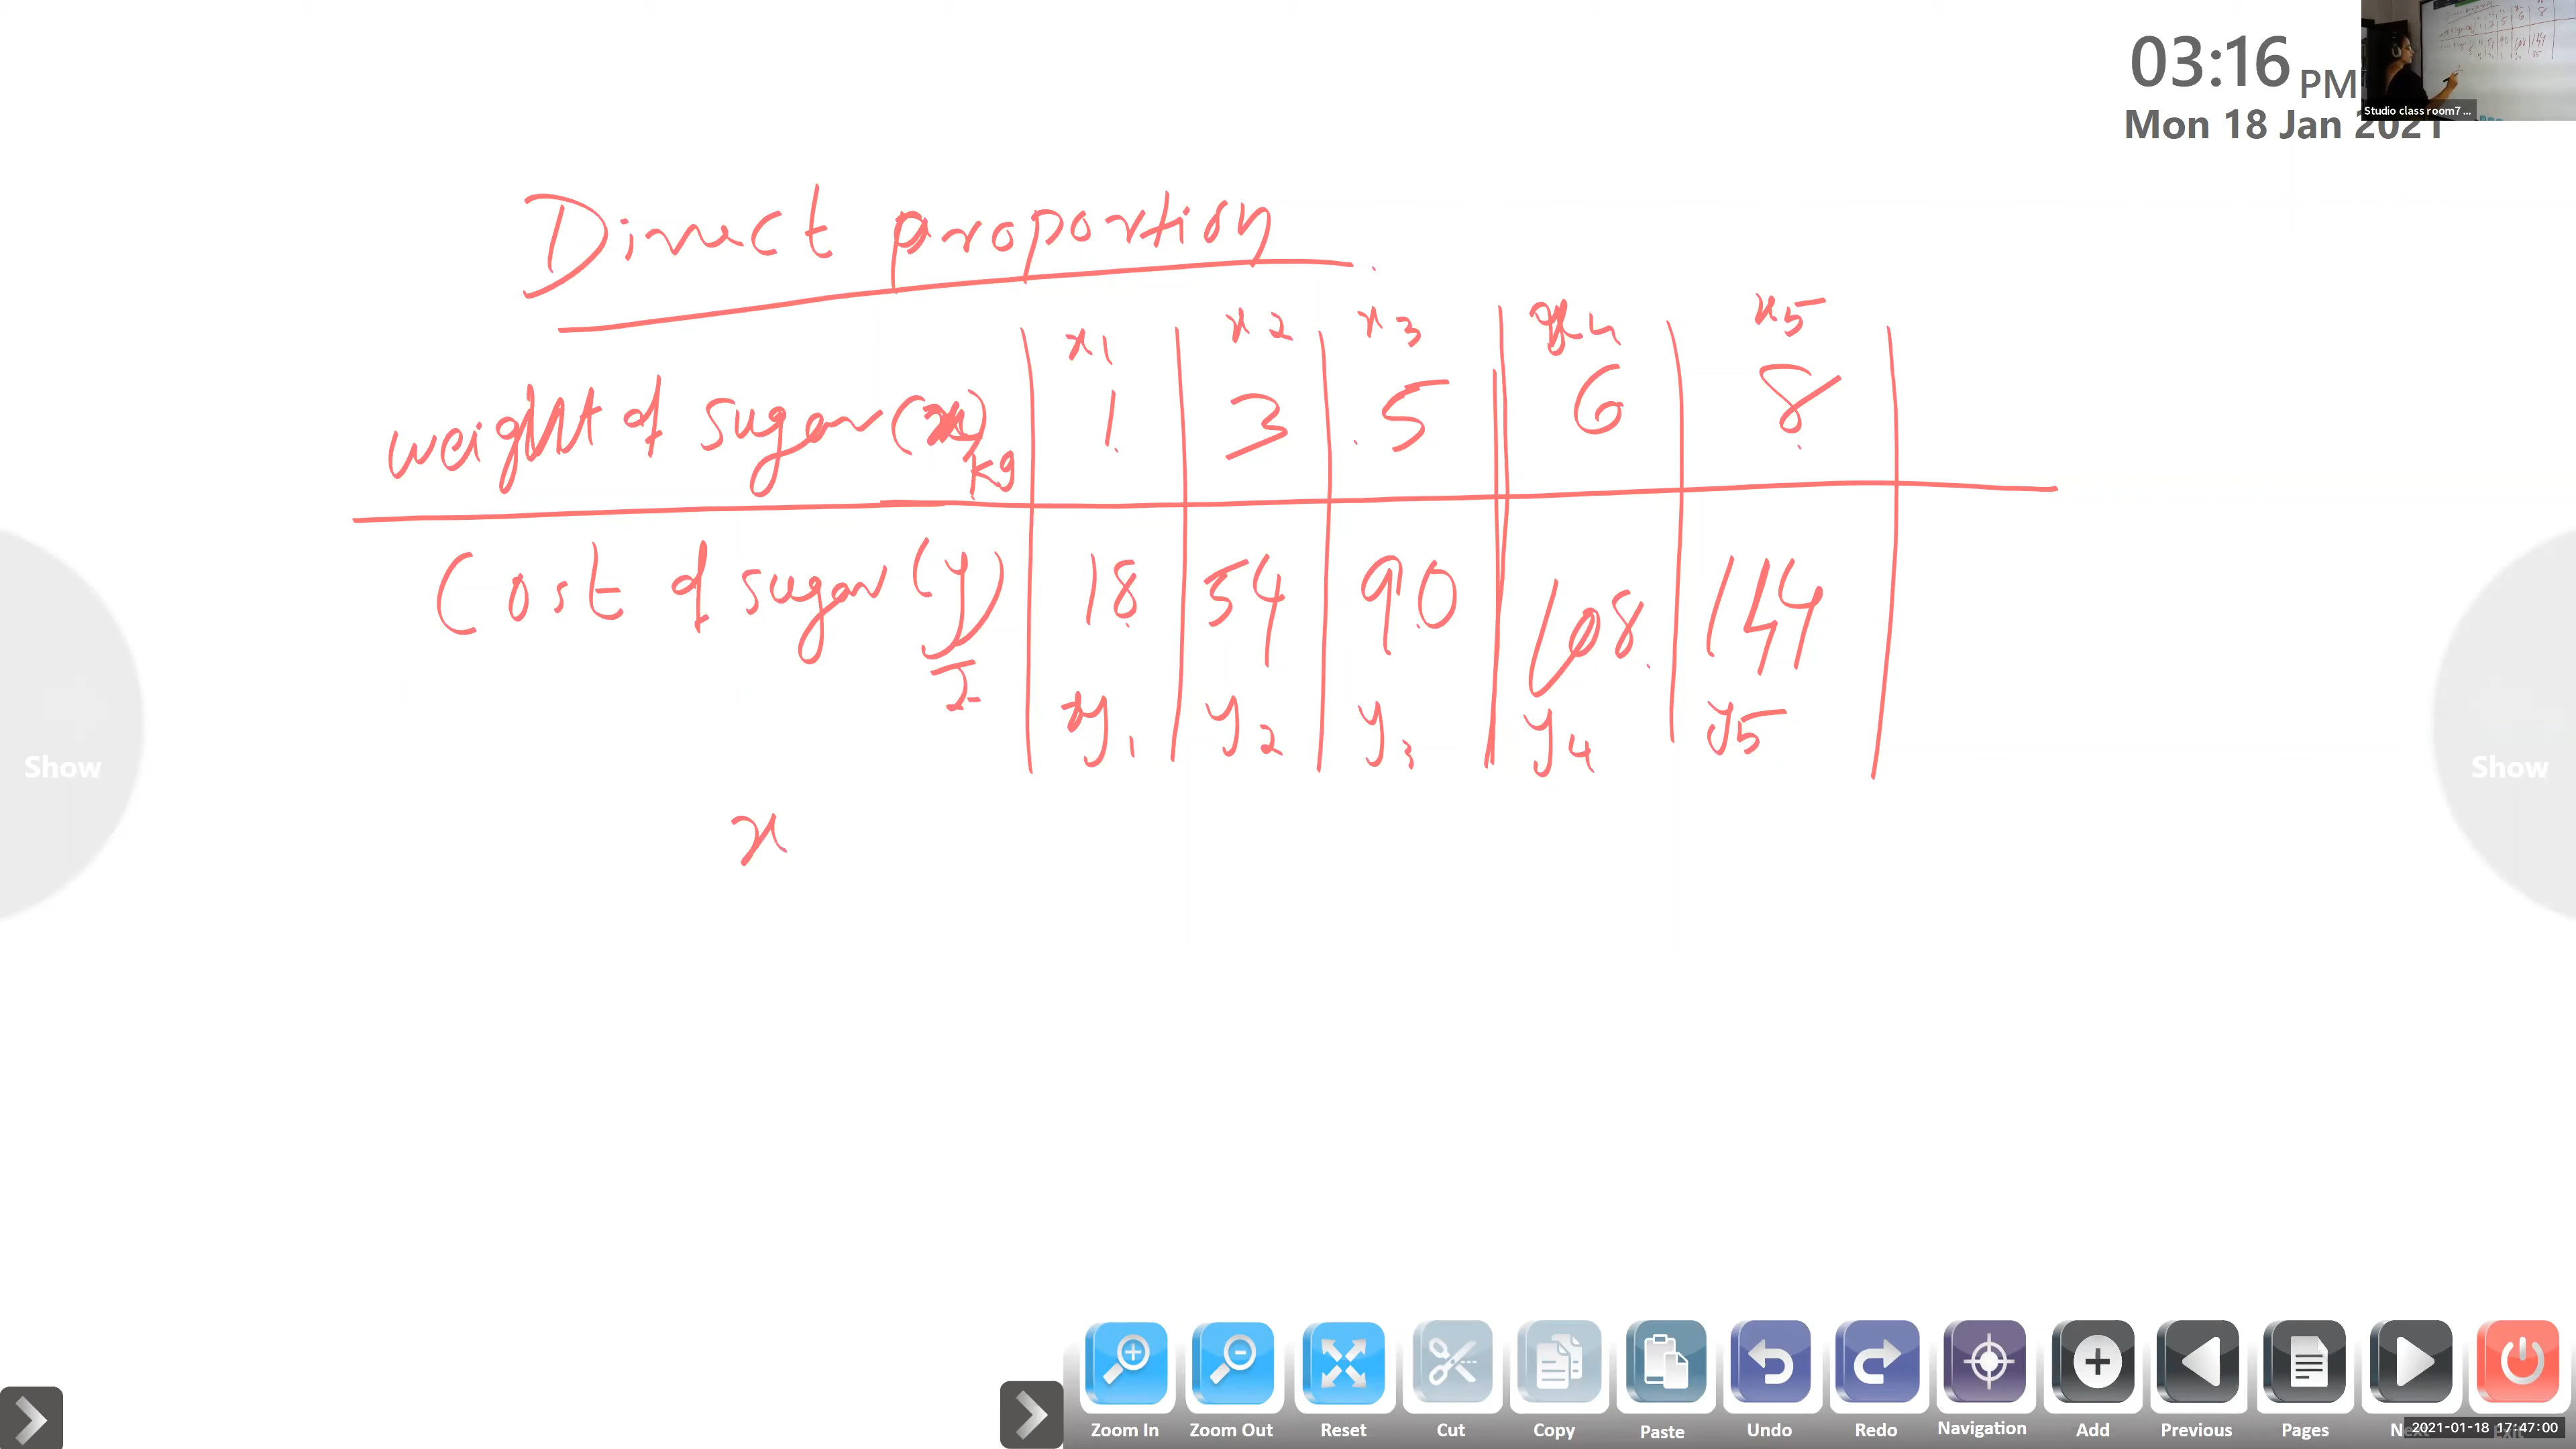 03:16 PM
Mon 18 Jan 2021
Studio class room7 ...
Direct proportion
x1 x2 x3 x4 x5
weight of sugar (x) kg 1 3 5 6 8
Cost of sugar (y) 18 54 90 108 144
y1 y2 y3 y4 y5
x
Show Show
Zoom In Zoom Out Reset Cut Copy Paste Undo Redo Navigation Add Previous Pages
2021-01-18 17:47:00